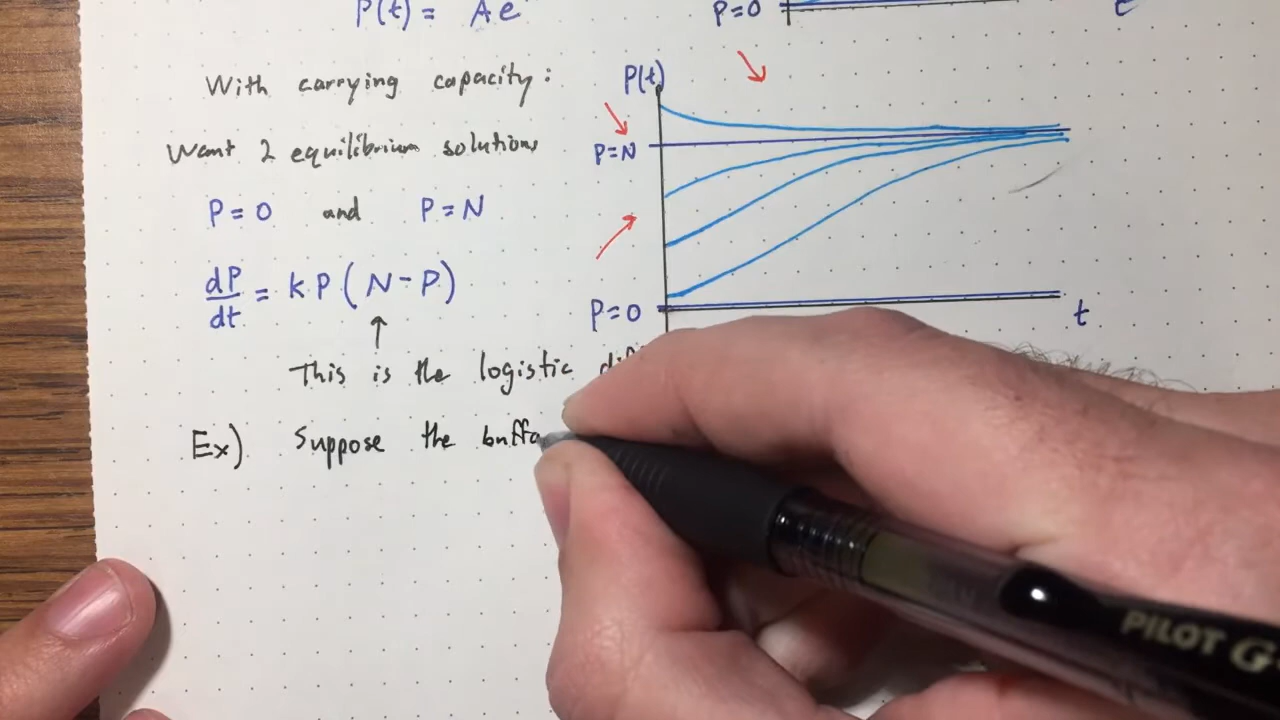 P(t) = Ae
P=0
t
With carrying capacity:
P(t)
Want 2 equilibrium solutions
P=N
P=0 and P=N
dP/dt = kP(N-P)
P=0
t
This is the logistic
Ex) Suppose the buffa
PILOT G-